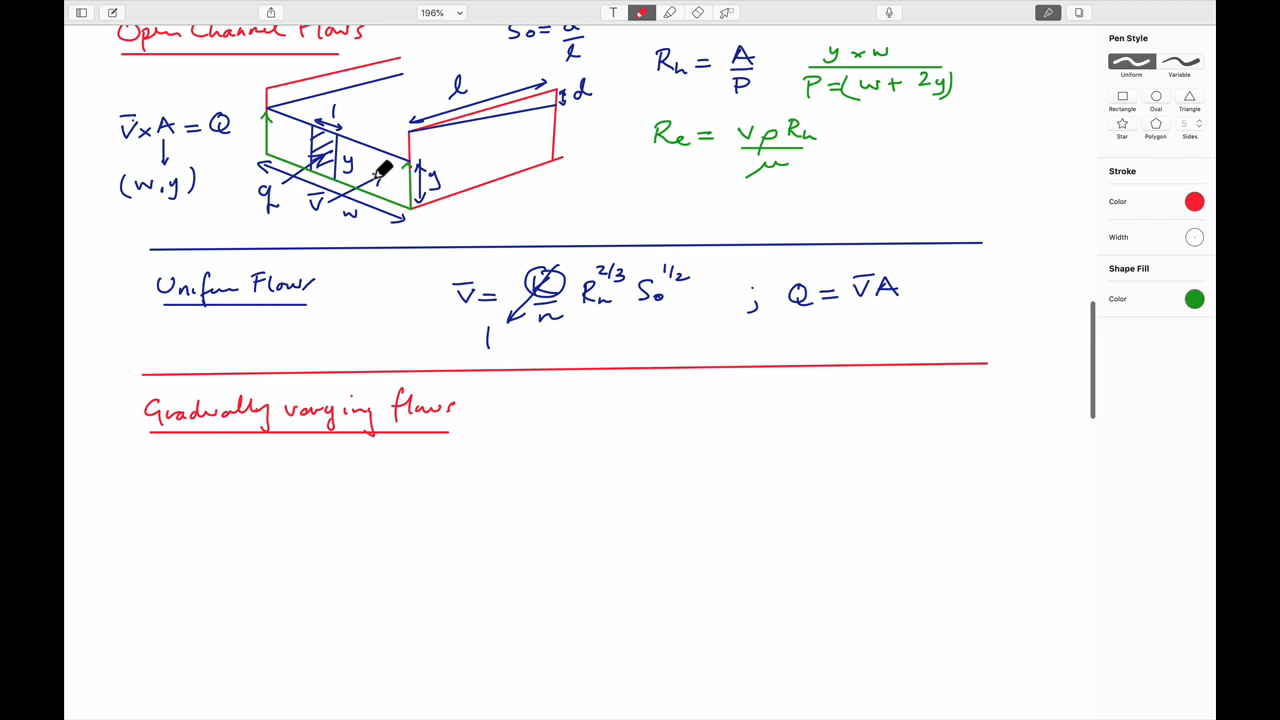 196%
T
Open Channel Flows
S₀ = d/l
Rₕ = A/P
y × w / P = (w + 2y)
l
d
V̄ × A = Q
1
Re = v ρ Rₕ / μ
y
y
(w, y)
q
V̄
w
Uniform Flows
V̄ = K/n Rₕ^2/3 S₀^1/2 ; Q = V̄A
1
Gradually varying flows
Pen Style
Uniform Variable
Rectangle Oval Triangle
5
Star Polygon Sides
Stroke
Color
Width
Shape Fill
Color